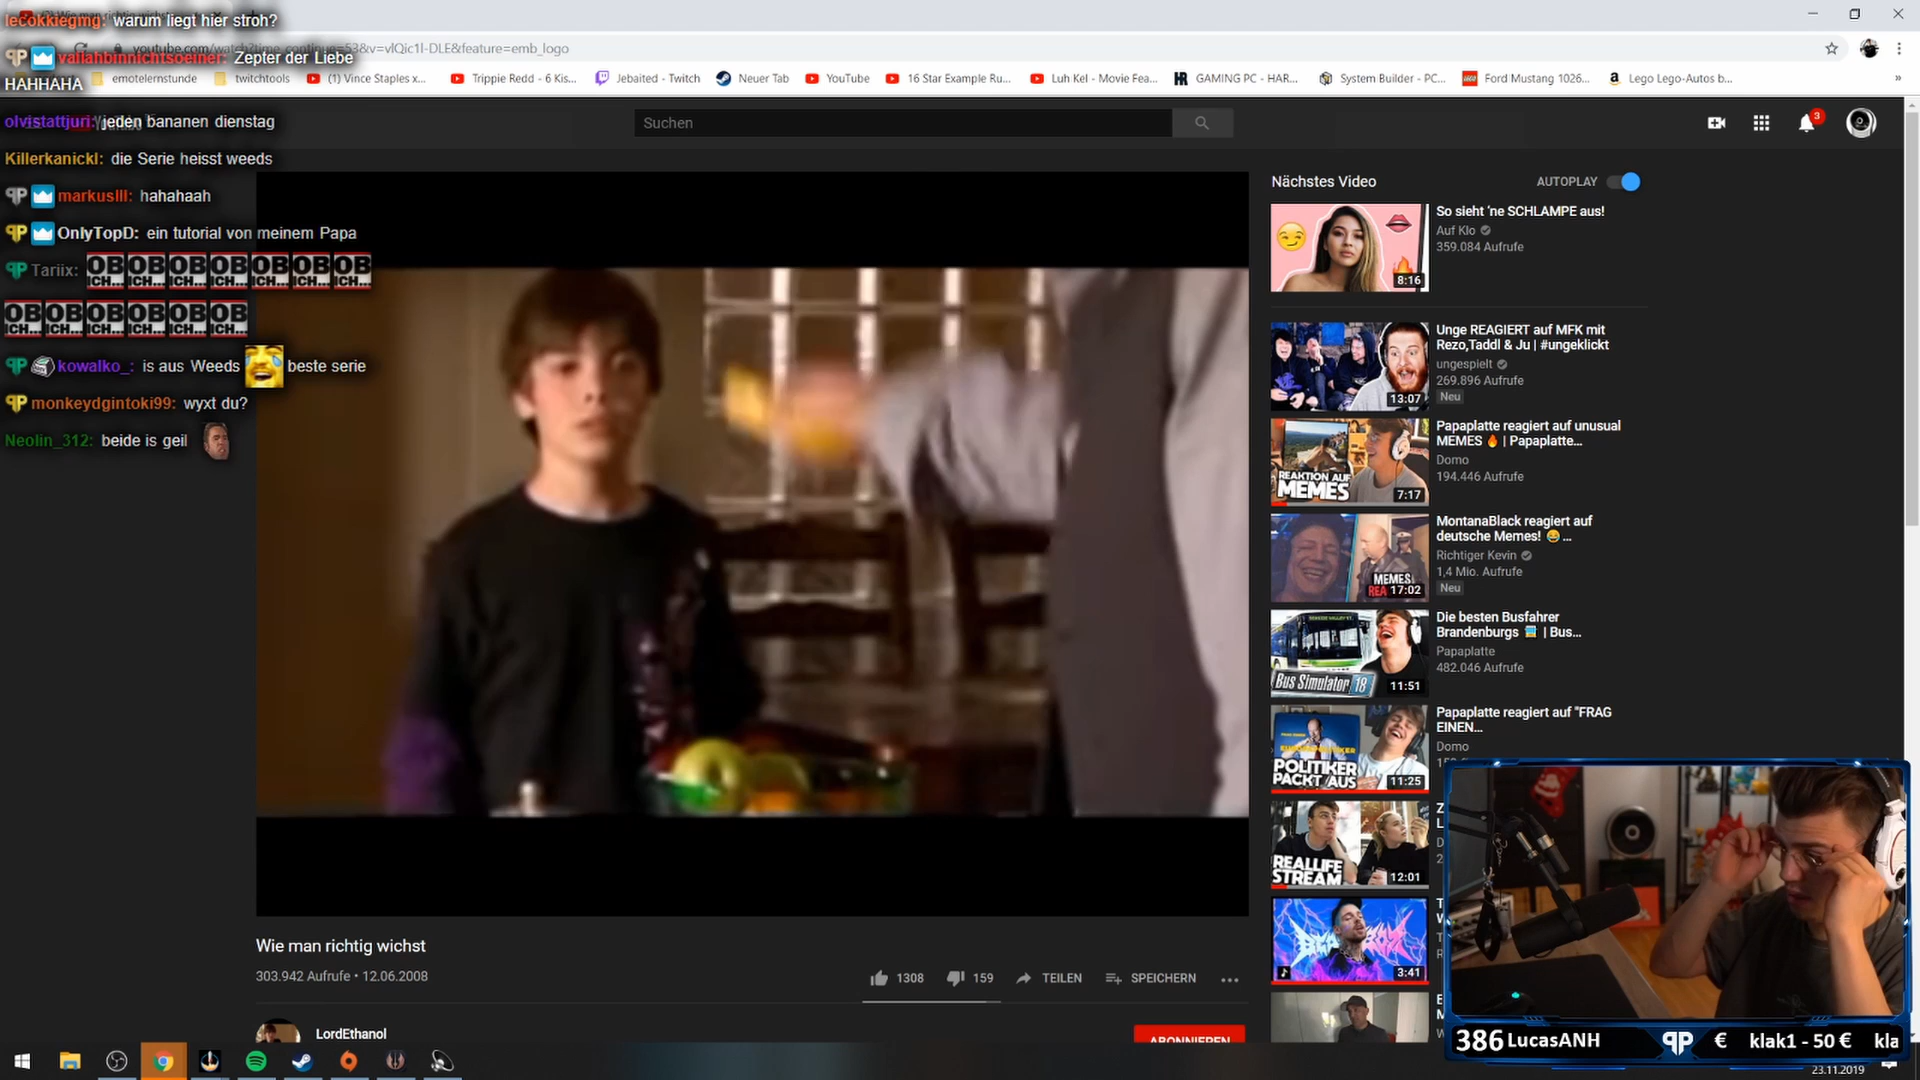 lecokkiegmg: warum liegt hier stroh?
vallahbinnichtsoeiner: Zepter der Liebe
youtube.com/watch?time_continue=53&v=vlQic1l-DLE&feature=emb_logo
HAHHAHA
emotelernstunde
twitchtools
(1) Vince Staples x...
Trippie Redd - 6 Kis...
Jebaited - Twitch
Neuer Tab
YouTube
16 Star Example Ru...
Luh Kel - Movie Fea...
GAMING PC - HAR...
System Builder - PC...
Ford Mustang 1026...
Lego Lego-Autos b...
»
olvistattjuri: jeden bananen dienstag
Suchen
3
Killerkanickl: die Serie heisst weeds
markuslll: hahahaah
OnlyTopD: ein tutorial von meinem Papa
Tariix: OB ICH... OB ICH... OB ICH... OB ICH... OB ICH... OB ICH... OB ICH...
OB ICH... OB ICH... OB ICH... OB ICH... OB ICH... OB ICH...
kowalko_: is aus Weeds beste serie
monkeydgintoki99: wyxt du?
Neolin_312: beide is geil
Wie man richtig wichst
303.942 Aufrufe • 12.06.2008
1308
159
TEILEN
SPEICHERN
LordEthanol
ABONNIEREN
Nächstes Video
AUTOPLAY
8:16
So sieht 'ne SCHLAMPE aus!
Auf Klo
359.084 Aufrufe
13:07
Unge REAGIERT auf MFK mit
Rezo,Taddl & Ju | #ungeklickt
ungespielt
269.896 Aufrufe
Neu
REAKTION AUF
MEMES
7:17
Papaplatte reagiert auf unusual
MEMES 🔥 | Papaplatte...
Domo
194.446 Aufrufe
MEMES
REA
17:02
MontanaBlack reagiert auf
deutsche Memes! 😂 ...
Richtiger Kevin
1,4 Mio. Aufrufe
Neu
Bus Simulator 18
11:51
Die besten Busfahrer
Brandenburgs 🚆 | Bus...
Papaplatte
482.046 Aufrufe
POLITIKER
PACKT AUS
11:25
Papaplatte reagiert auf "FRAG
EINEN...
Domo
REALLIFE
STREAM
12:01
3:41
386 LucasANH
PP
€ klak1 - 50 € kla
23.11.2019